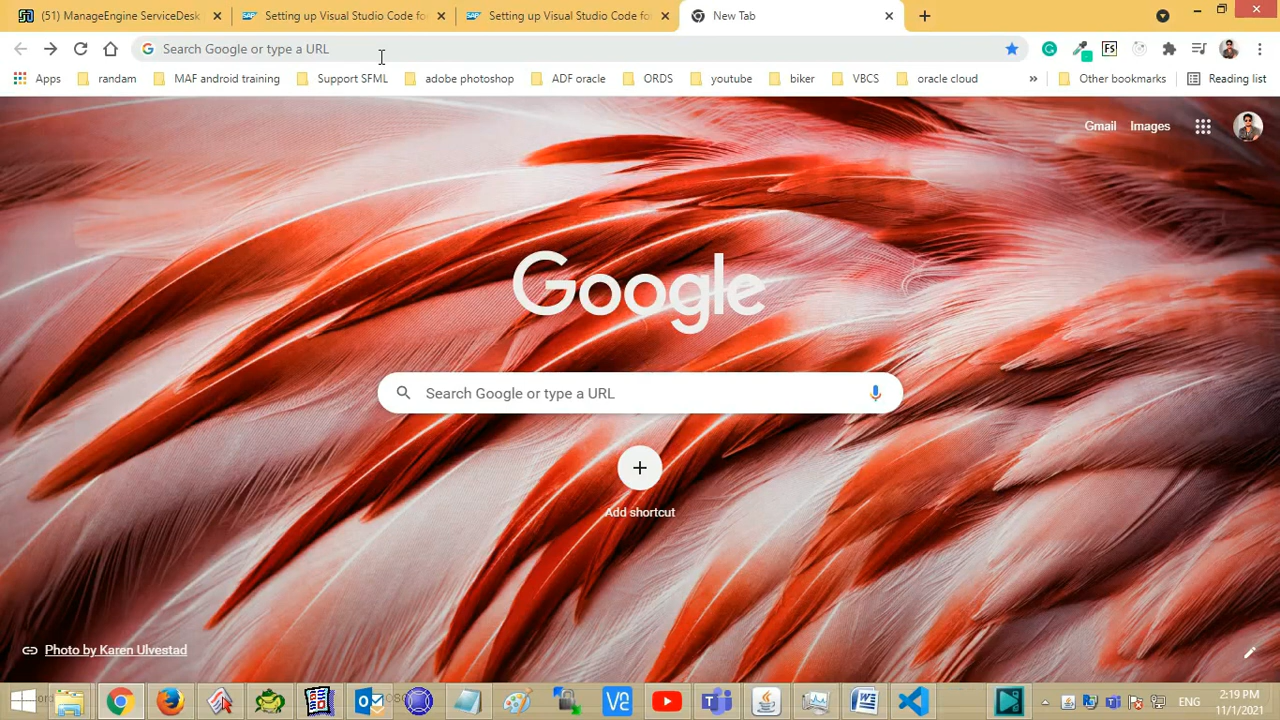 (51) ManageEngine ServiceDesk
Setting up Visual Studio Code fo
Setting up Visual Studio Code for
New Tab
Search Google or type a URL
Apps
randam
MAF android training
Support SFML
adobe photoshop
ADF oracle
ORDS
youtube
biker
VBCS
oracle cloud
»
Other bookmarks
Reading list
Gmail
Images
Google
Search Google or type a URL
Add shortcut
Photo by Karen Ulvestad
ENG
2:19 PM
11/1/2021